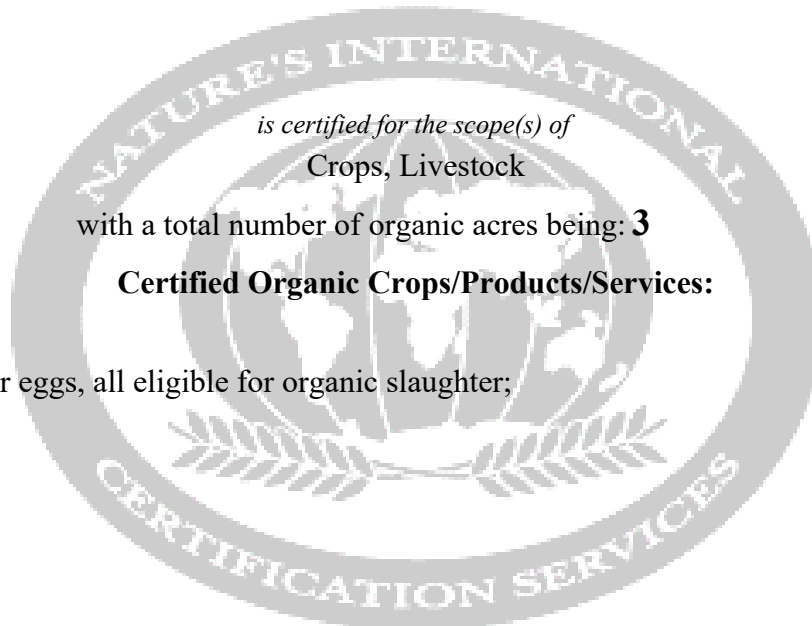 NATURE'S INTERNATIONAL
is certified for the scope(s) of
Crops, Livestock
with a total number of organic acres being: 3
Certified Organic Crops/Products/Services:
r eggs, all eligible for organic slaughter;
CERTIFICATION SERVICES